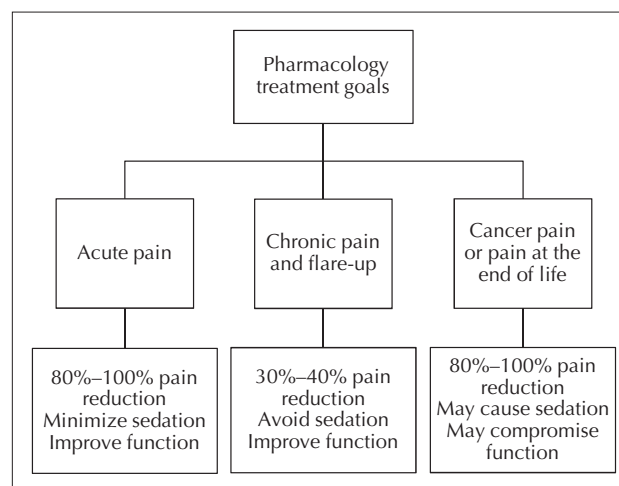 Pharmacology
treatment goals
Acute pain
Chronic pain
and flare-up
Cancer pain
or pain at the
end of life
80%–100% pain
reduction
Minimize sedation
Improve function
30%–40% pain
reduction
Avoid sedation
Improve function
80%–100% pain
reduction
May cause sedation
May compromise
function